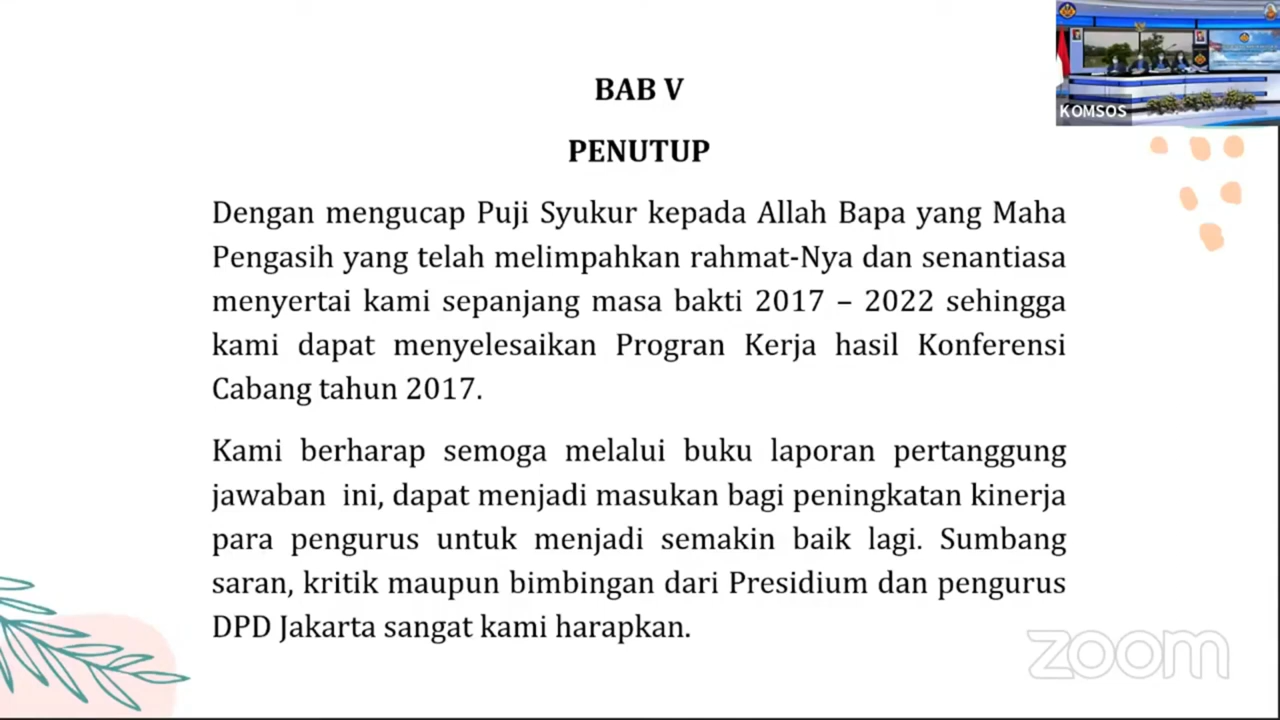 BAB V
PENUTUP
Dengan mengucap Puji Syukur kepada Allah Bapa yang Maha
Pengasih yang telah melimpahkan rahmat-Nya dan senantiasa
menyertai kami sepanjang masa bakti 2017 – 2022 sehingga
kami dapat menyelesaikan Progran Kerja hasil Konferensi
Cabang tahun 2017.
Kami berharap semoga melalui buku laporan pertanggung
jawaban ini, dapat menjadi masukan bagi peningkatan kinerja
para pengurus untuk menjadi semakin baik lagi. Sumbang
saran, kritik maupun bimbingan dari Presidium dan pengurus
DPD Jakarta sangat kami harapkan.
KOMSOS
zoom